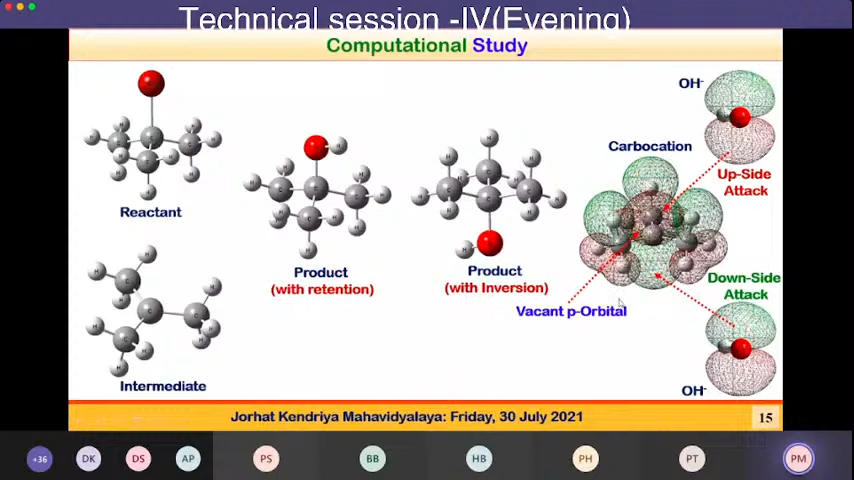 Technical session -IV(Evening)
Computational Study
Reactant
Intermediate
Product
(with retention)
Product
(with Inversion)
Carbocation
Vacant p-Orbital
OH-
Up-Side
Attack
Down-Side
Attack
OH-
Jorhat Kendriya Mahavidyalaya: Friday, 30 July 2021
15
+36
DK
DS
AP
PS
BB
HB
PH
PT
PM